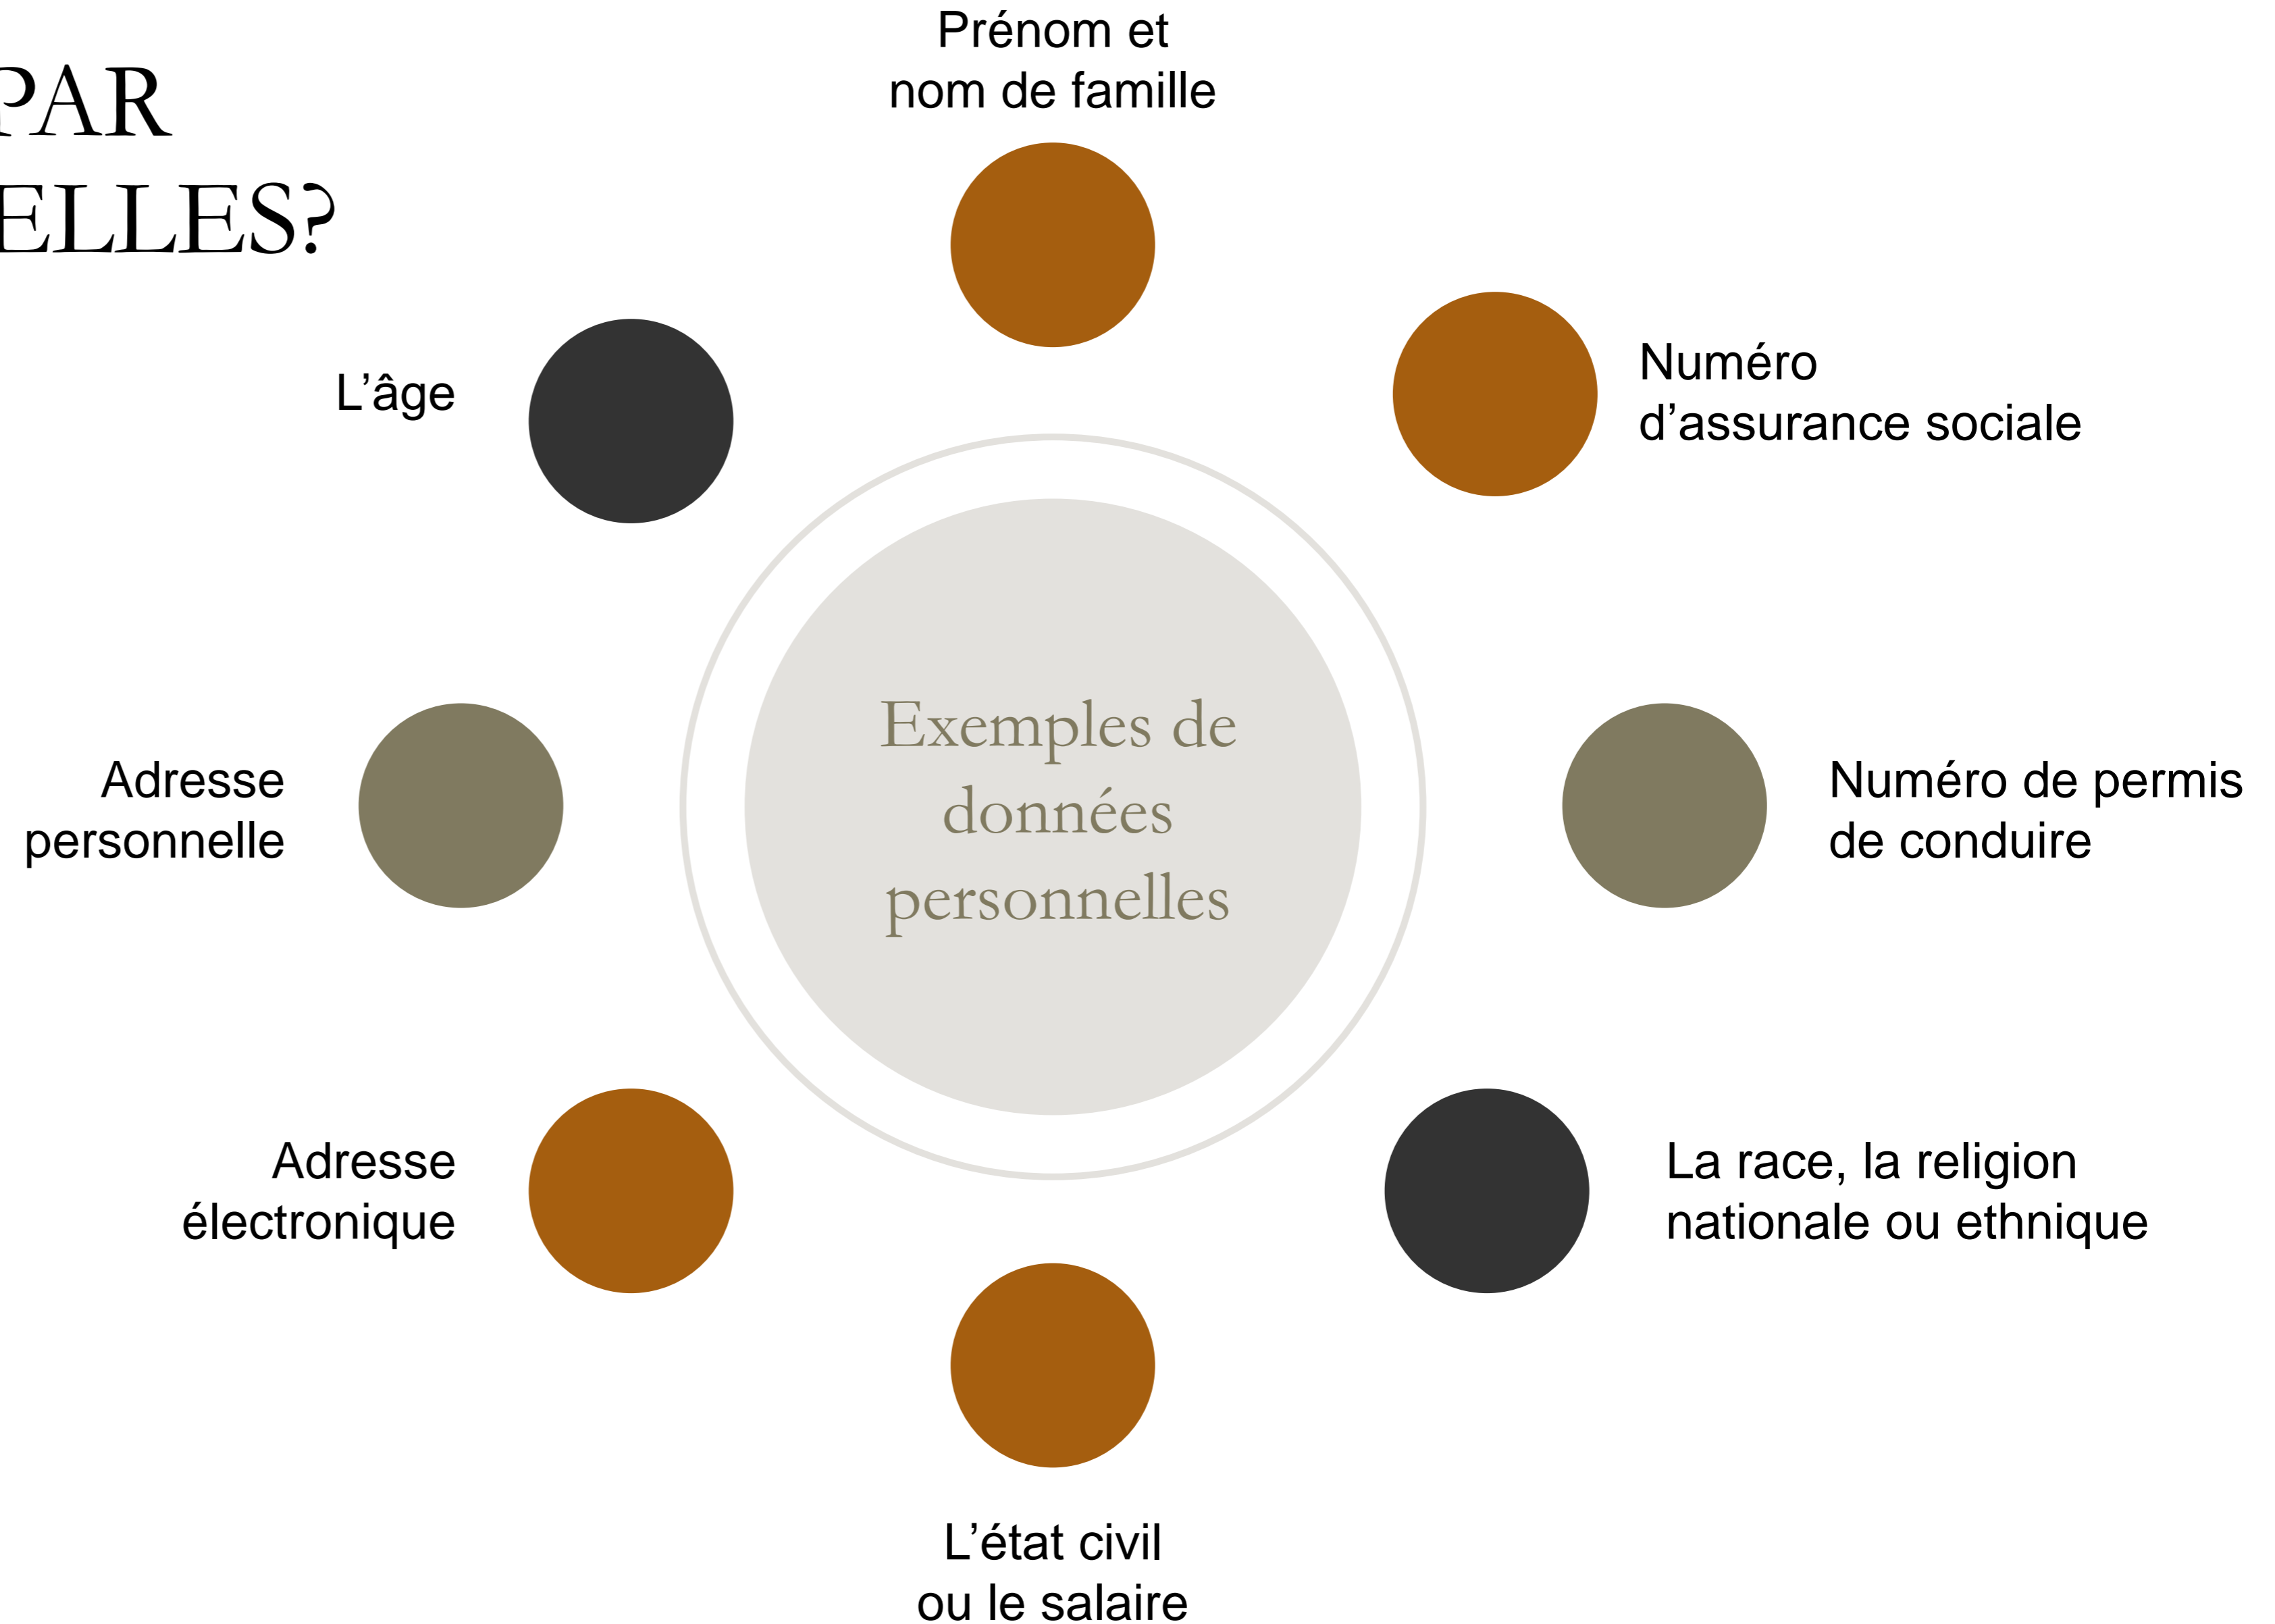 PAR
ELLES?
Prénom et
nom de famille
Numéro
d’assurance sociale
L’âge
Exemples de
données
personnelles
Adresse
personnelle
Numéro de permis
de conduire
Adresse
électronique
La race, la religion
nationale ou ethnique
L’état civil
ou le salaire